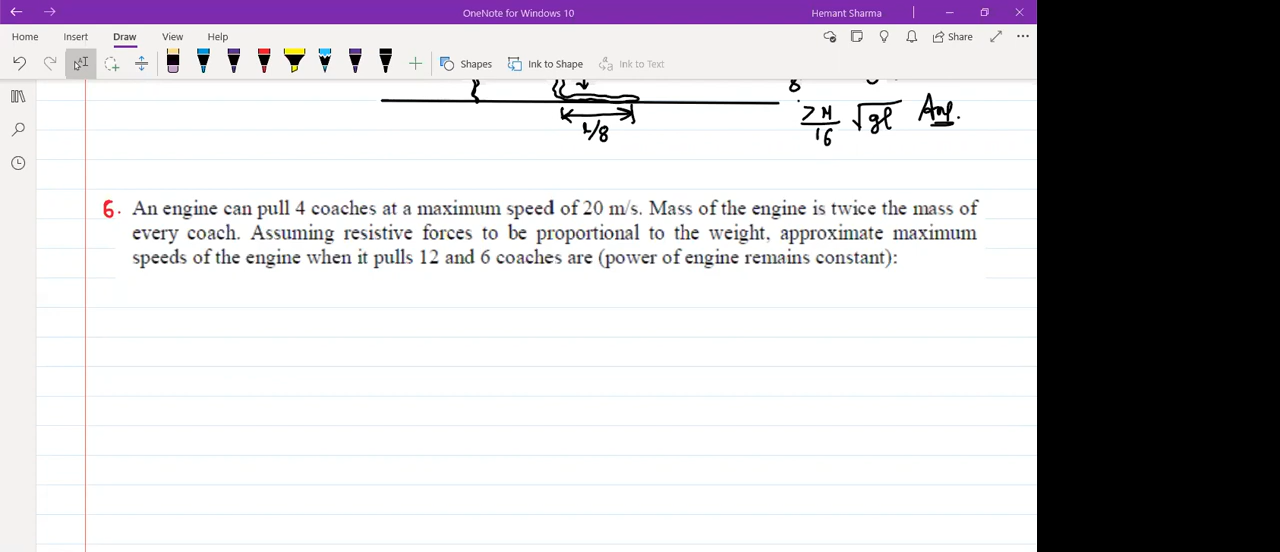 OneNote for Windows 10
Hemant Sharma
Home Insert Draw View Help
Share
Shapes Ink to Shape Ink to Text
8
l/8
7M/16 √gl Ans.
6. An engine can pull 4 coaches at a maximum speed of 20 m/s. Mass of the engine is twice the mass of
every coach. Assuming resistive forces to be proportional to the weight, approximate maximum
speeds of the engine when it pulls 12 and 6 coaches are (power of engine remains constant):